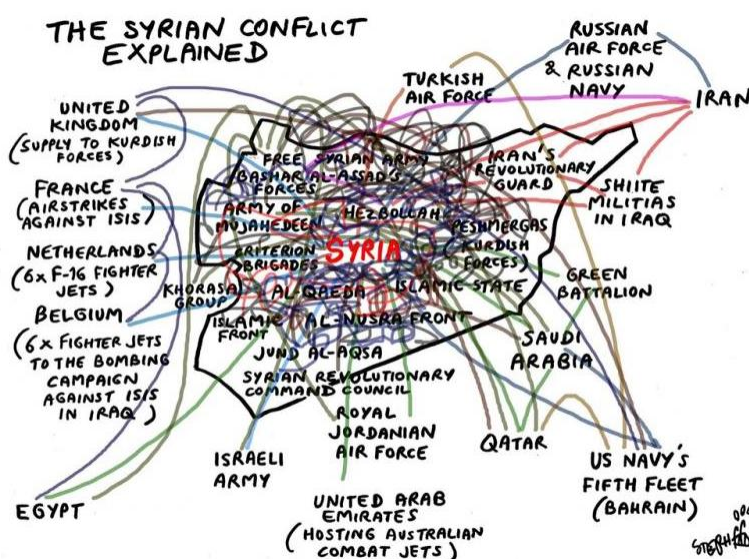 THE SYRIAN CONFLICT
EXPLAINED
RUSSIAN
AIR FORCE
& RUSSIAN
NAVY
TURKISH
AIR FORCE
IRAN
UNITED
KINGDOM
(SUPPLY TO KURDISH
FORCES)
FRANCE
(AIRSTRIKES
AGAINST ISIS)
NETHERLANDS
(6x F-16 FIGHTER
JETS)
BELGIUM
(6x FIGHTER JETS
TO THE BOMBING
CAMPAIGN
AGAINST ISIS
IN IRAQ)
FREE SYRIAN ARMY
BASHAR AL-ASSAD'S
FORCES
IRAN'S
REVOLUTIONARY
GUARD
SHIITE
MILITIAS
IN IRAQ
ARMY OF
MUJAHEDEEN
HEZBOLLAH
PESHMERGAS
(KURDISH
FORCES)
SYRIA
CRITERION
BRIGADES
KHORASA
GROUP
AL-QAEDA
ISLAMIC STATE
GREEN
BATTALION
ISLAMIC
FRONT
AL-NUSRA FRONT
JUND AL-AQSA
SYRIAN REVOLUTIONARY
COMMAND COUNCIL
SAUDI
ARABIA
ROYAL
JORDANIAN
AIR FORCE
QATAR
ISRAELI
ARMY
US NAVY'S
FIFTH FLEET
(BAHRAIN)
EGYPT
UNITED ARAB
EMIRATES
(HOSTING AUSTRALIAN
COMBAT JETS)